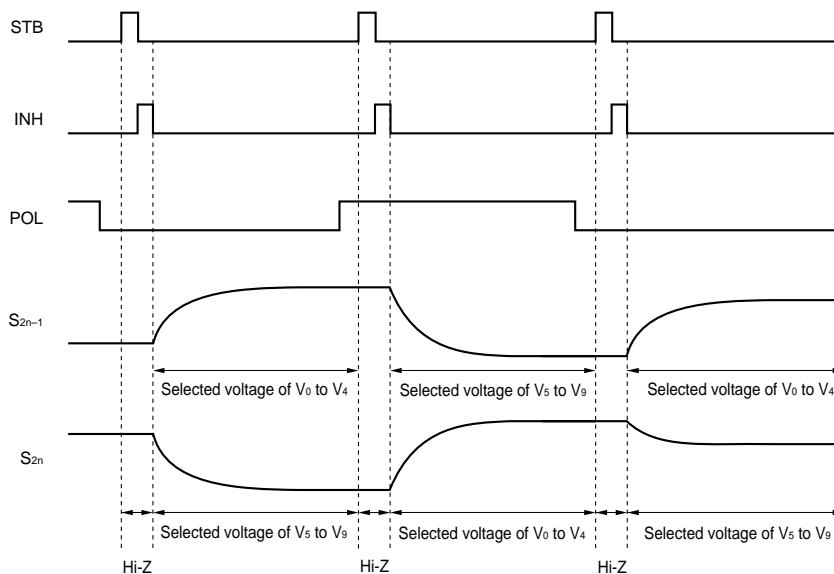 STB
INH
POL
S2n–1
Selected voltage of V0 to V4 Selected voltage of V5 to V9 Selected voltage of V0 to V4
S2n
Selected voltage of V5 to V9 Selected voltage of V0 to V4 Selected voltage of V5 to V9
Hi-Z Hi-Z Hi-Z